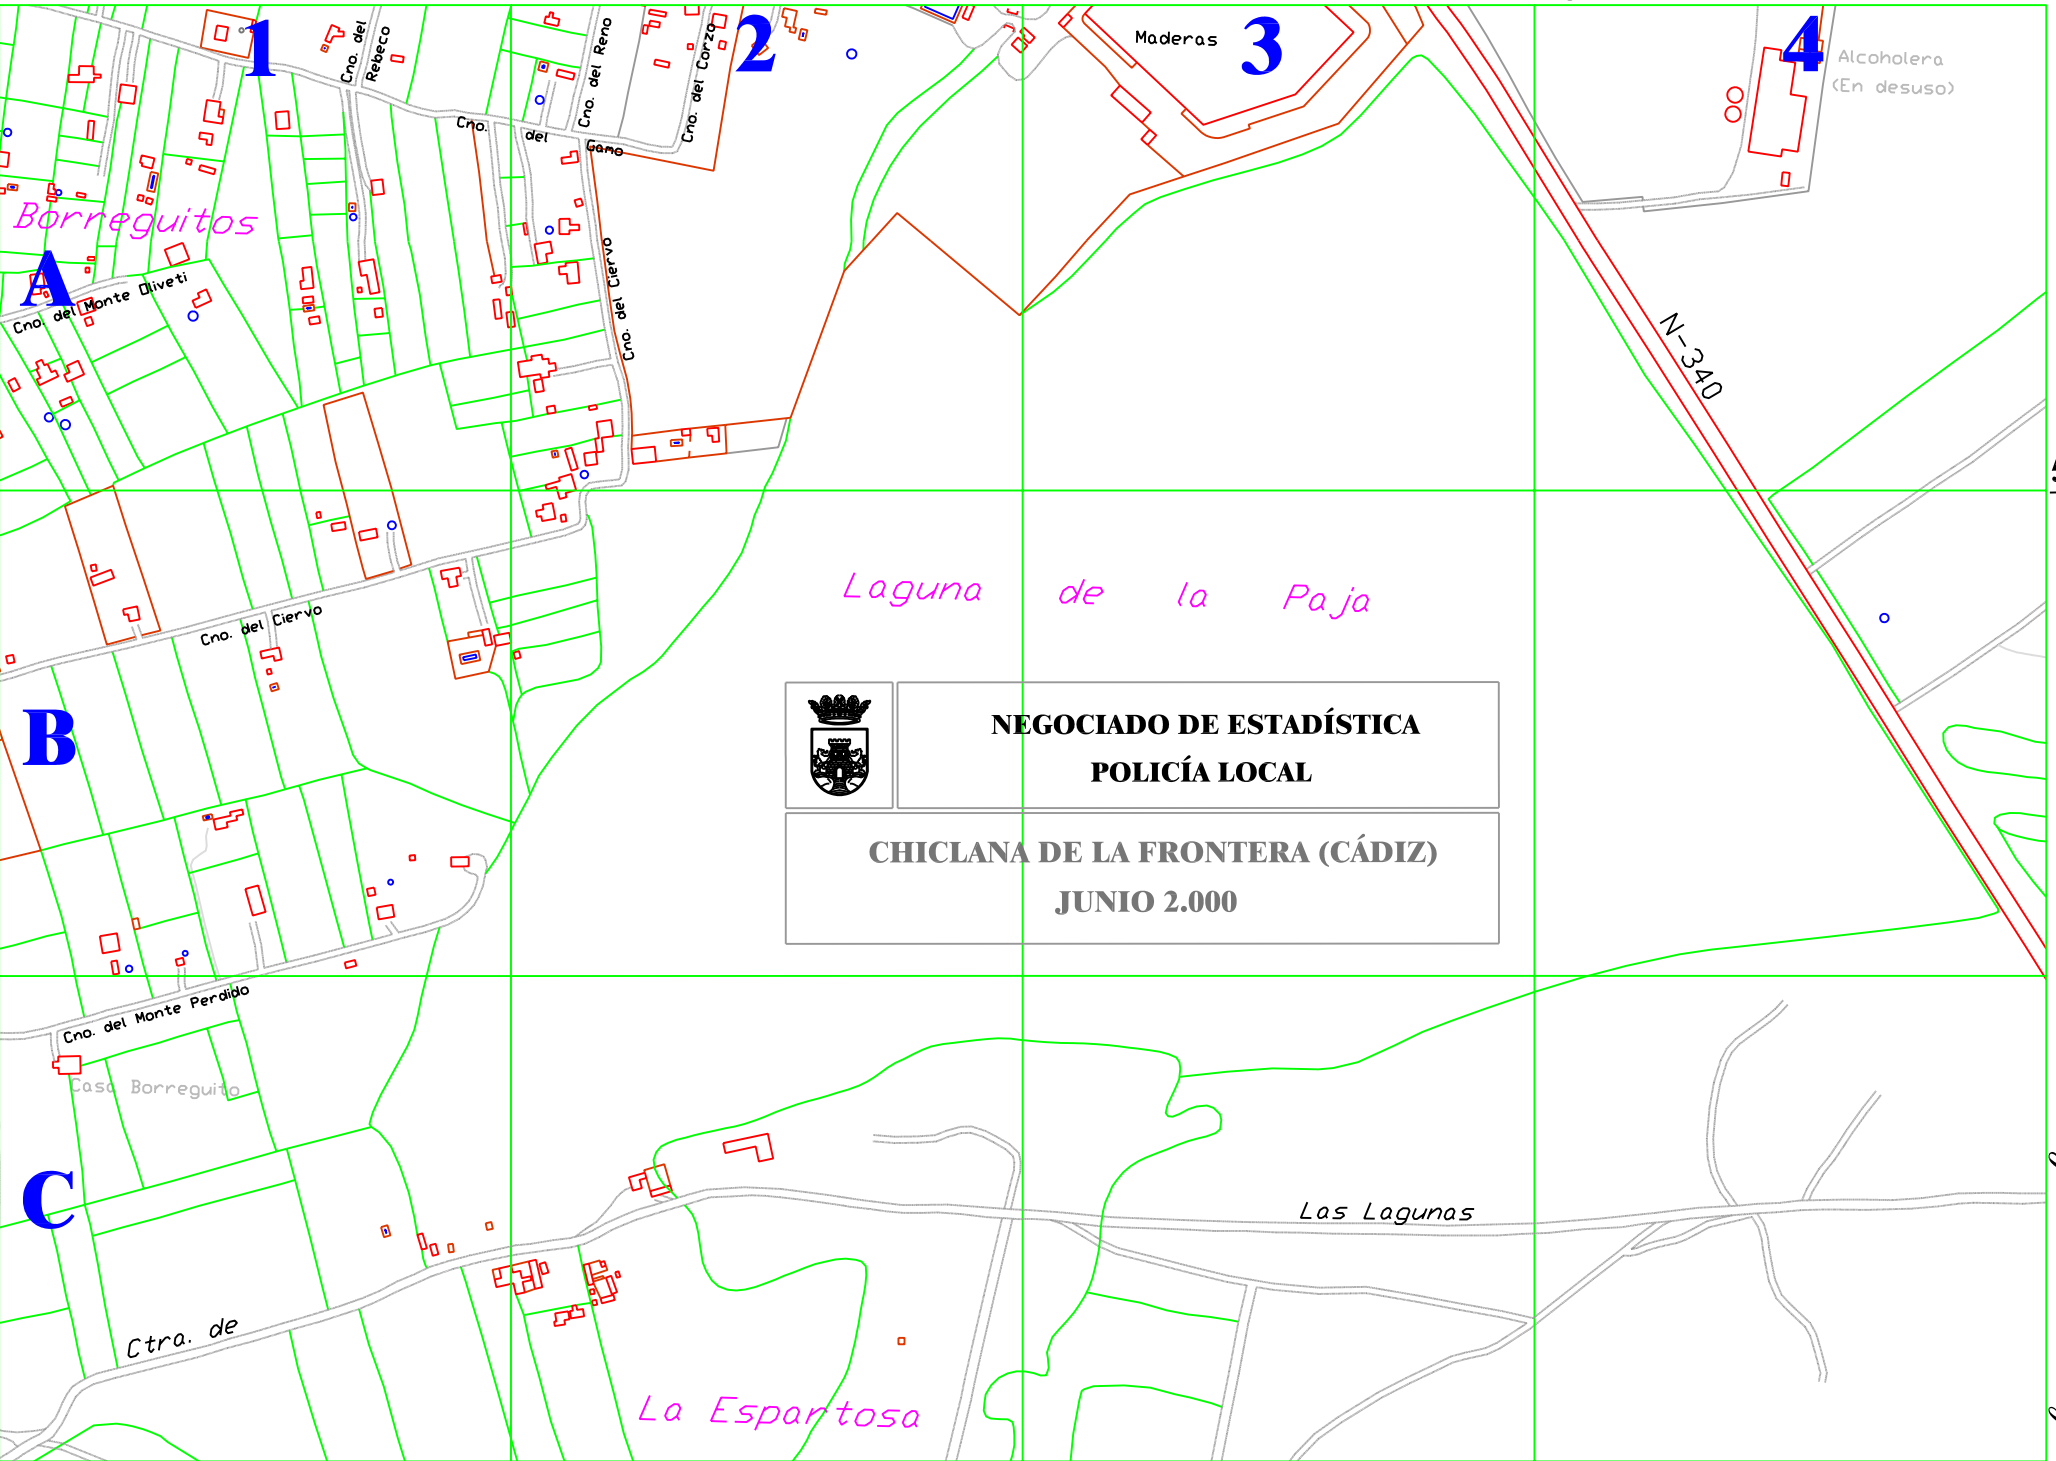 1
2
3
4
Cno. del Rebeco
Cno. del Reno
Cno. del Corzo
Maderas
Alcoholera
(En desuso)
Cno. del Gamo
Borreguitos
A
Cno. del Monte Oliveti
Cno. del Ciervo
N-340
Laguna de la Paja
Cno. del Ciervo
B
NEGOCIADO DE ESTADÍSTICA
POLICÍA LOCAL
CHICLANA DE LA FRONTERA (CÁDIZ)
JUNIO 2.000
Cno. del Monte Perdido
Casa Borreguito
C
Las Lagunas
Ctra. de
La Espartosa